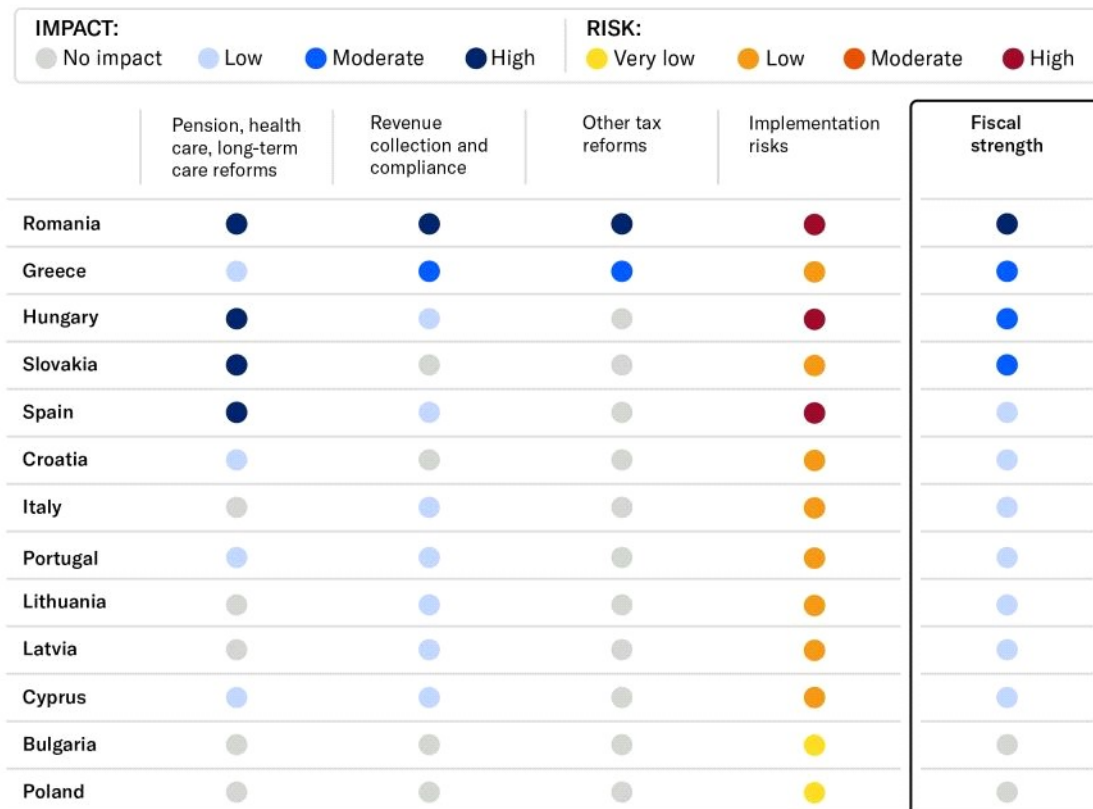 IMPACT:
No impact Low Moderate High
RISK:
Very low Low Moderate High
Pension, health
care, long-term
care reforms
Revenue
collection and
compliance
Other tax
reforms
Implementation
risks
Fiscal
strength
Romania
Greece
Hungary
Slovakia
Spain
Croatia
Italy
Portugal
Lithuania
Latvia
Cyprus
Bulgaria
Poland